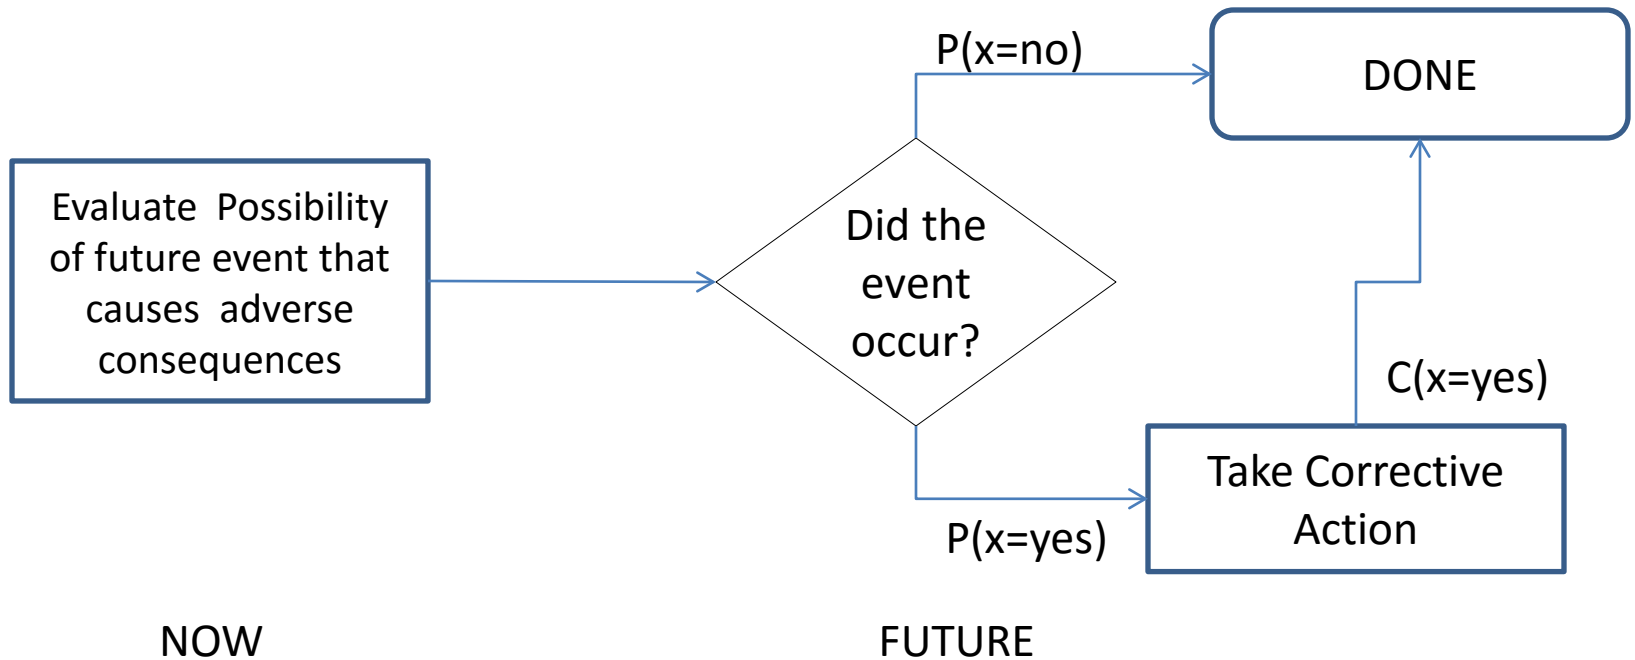 P(x=no)
DONE
Evaluate  Possibility
of future event that
causes  adverse
consequences
Did the
event
occur?
C(x=yes)
Take Corrective
Action
P(x=yes)
NOW
FUTURE